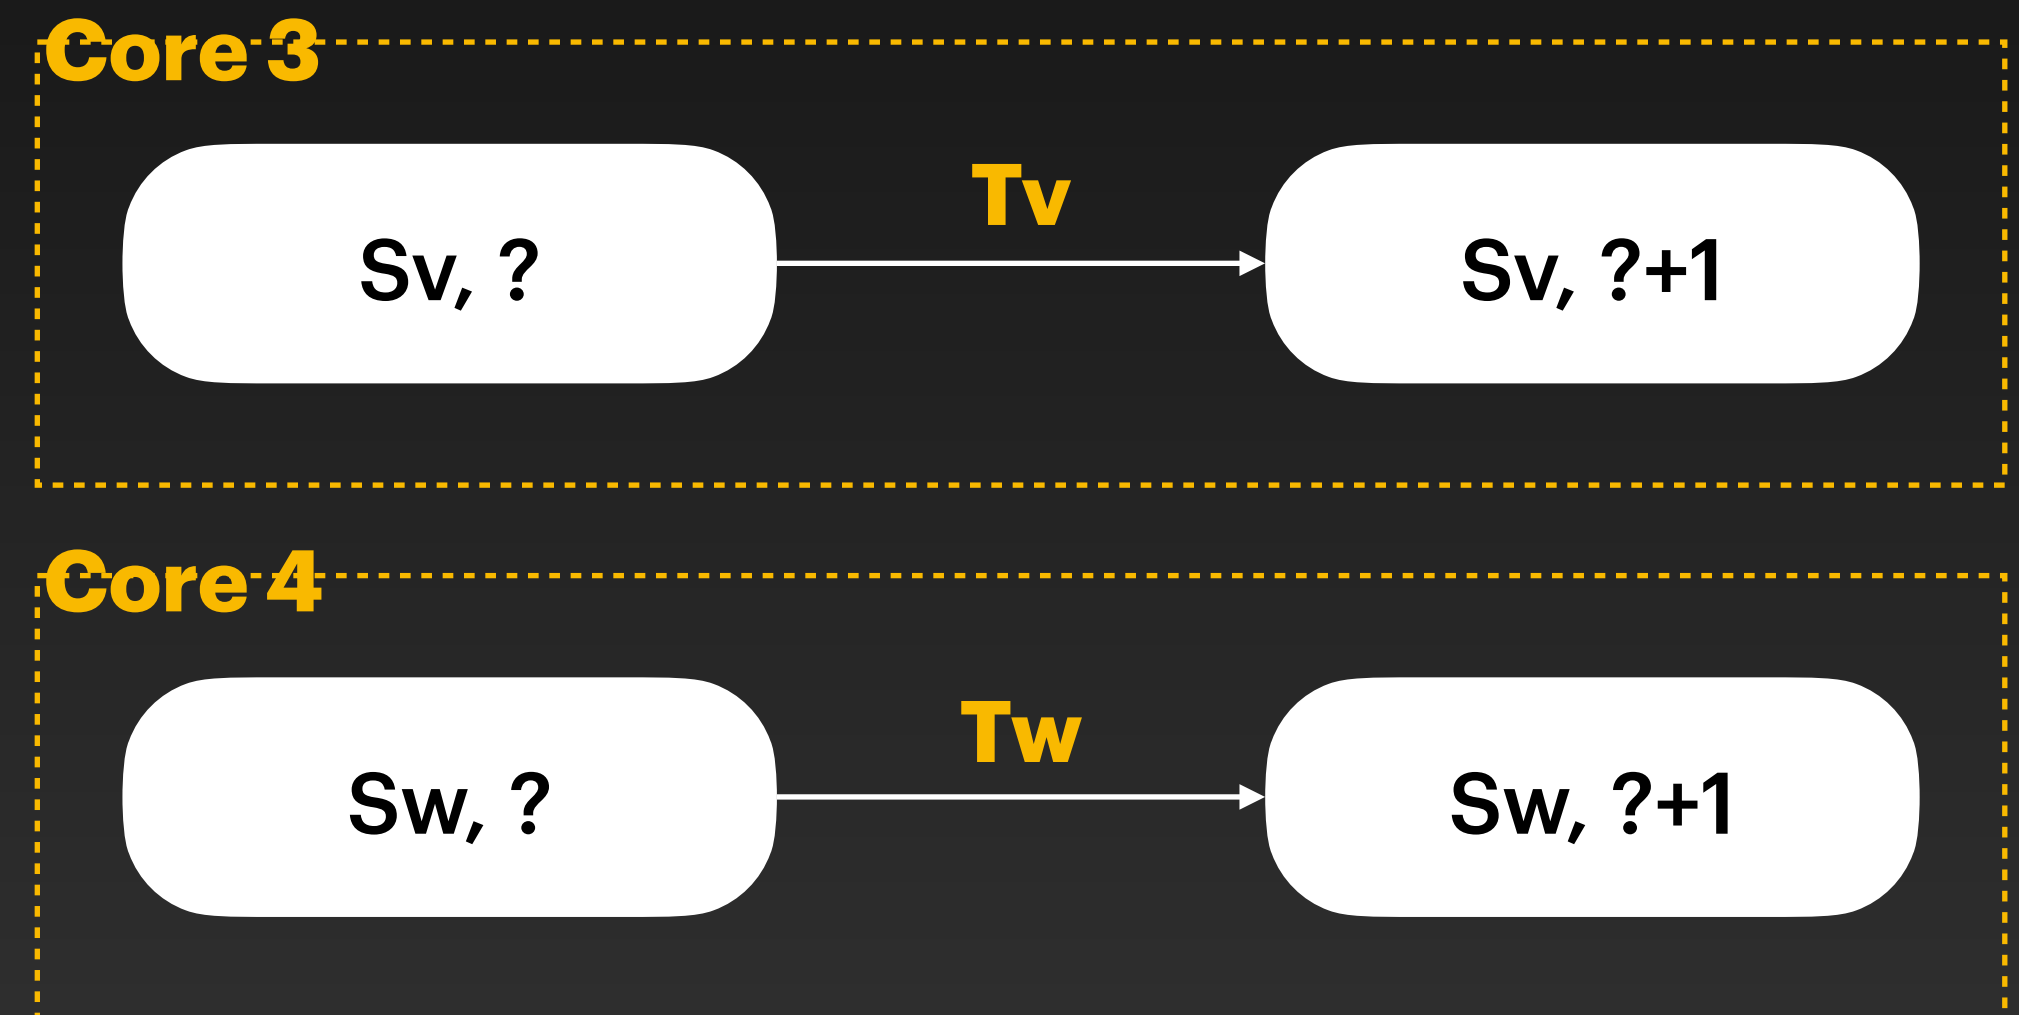 Core 3
Tv
Sv, ?
Sv, ?+1
Core 4
Tw
Sw, ?
Sw, ?+1